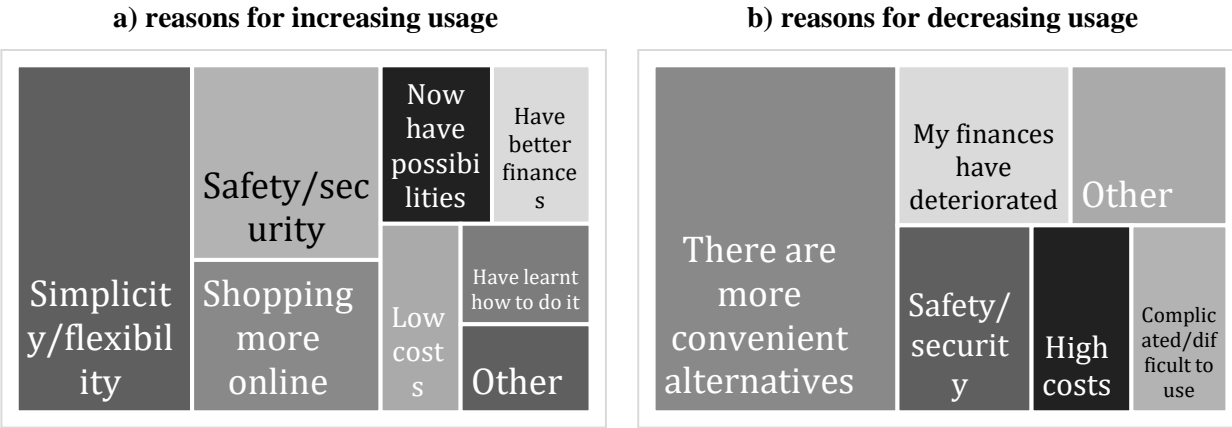 a) reasons for increasing usage
Simplicit
y/flexibil
ity
Safety/sec
urity
Shopping
more
online
Now
have
possibi
lities
Have
better
finance
s
Low
cost
s
Have learnt
how to do it
Other
b) reasons for decreasing usage
There are
more
convenient
alternatives
My finances
have
deteriorated
Other
Safety/
securit
y
High
costs
Complic
ated/dif
ficult to
use